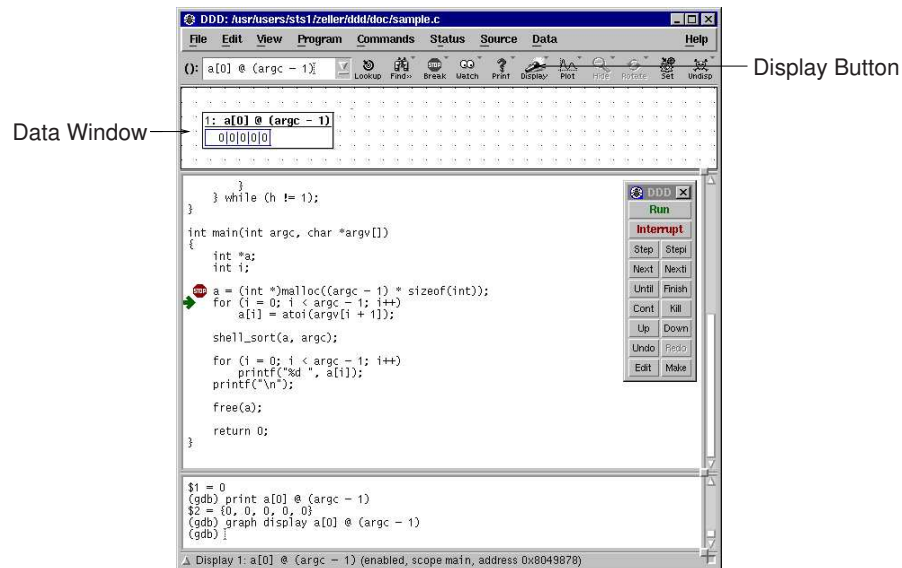 DDD: /usr/users/sts1/zeller/ddd/doc/sample.c
File Edit View Program Commands Status Source Data Help
(): a[0] @ (argc - 1)
Lookup Find>> Break Watch Print Display Plot Hide Rotate Set Undisp
Display Button
Data Window
1: a[0] @ (argc - 1)
0|0|0|0|0
}
} while (h != 1);
}
int main(int argc, char *argv[])
{
int *a;
int i;
STOP a = (int *)malloc((argc - 1) * sizeof(int));
for (i = 0; i < argc - 1; i++)
a[i] = atoi(argv[i + 1]);
shell_sort(a, argc);
for (i = 0; i < argc - 1; i++)
printf("%d ", a[i]);
printf("\n");
free(a);
return 0;
}
DDD
Run
Interrupt
Step Stepi
Next Nexti
Until Finish
Cont Kill
Up Down
Undo Redo
Edit Make
$1 = 0
(gdb) print a[0] @ (argc - 1)
$2 = {0, 0, 0, 0, 0}
(gdb) graph display a[0] @ (argc - 1)
(gdb)
Display 1: a[0] @ (argc - 1) (enabled, scope main, address 0x8049878)